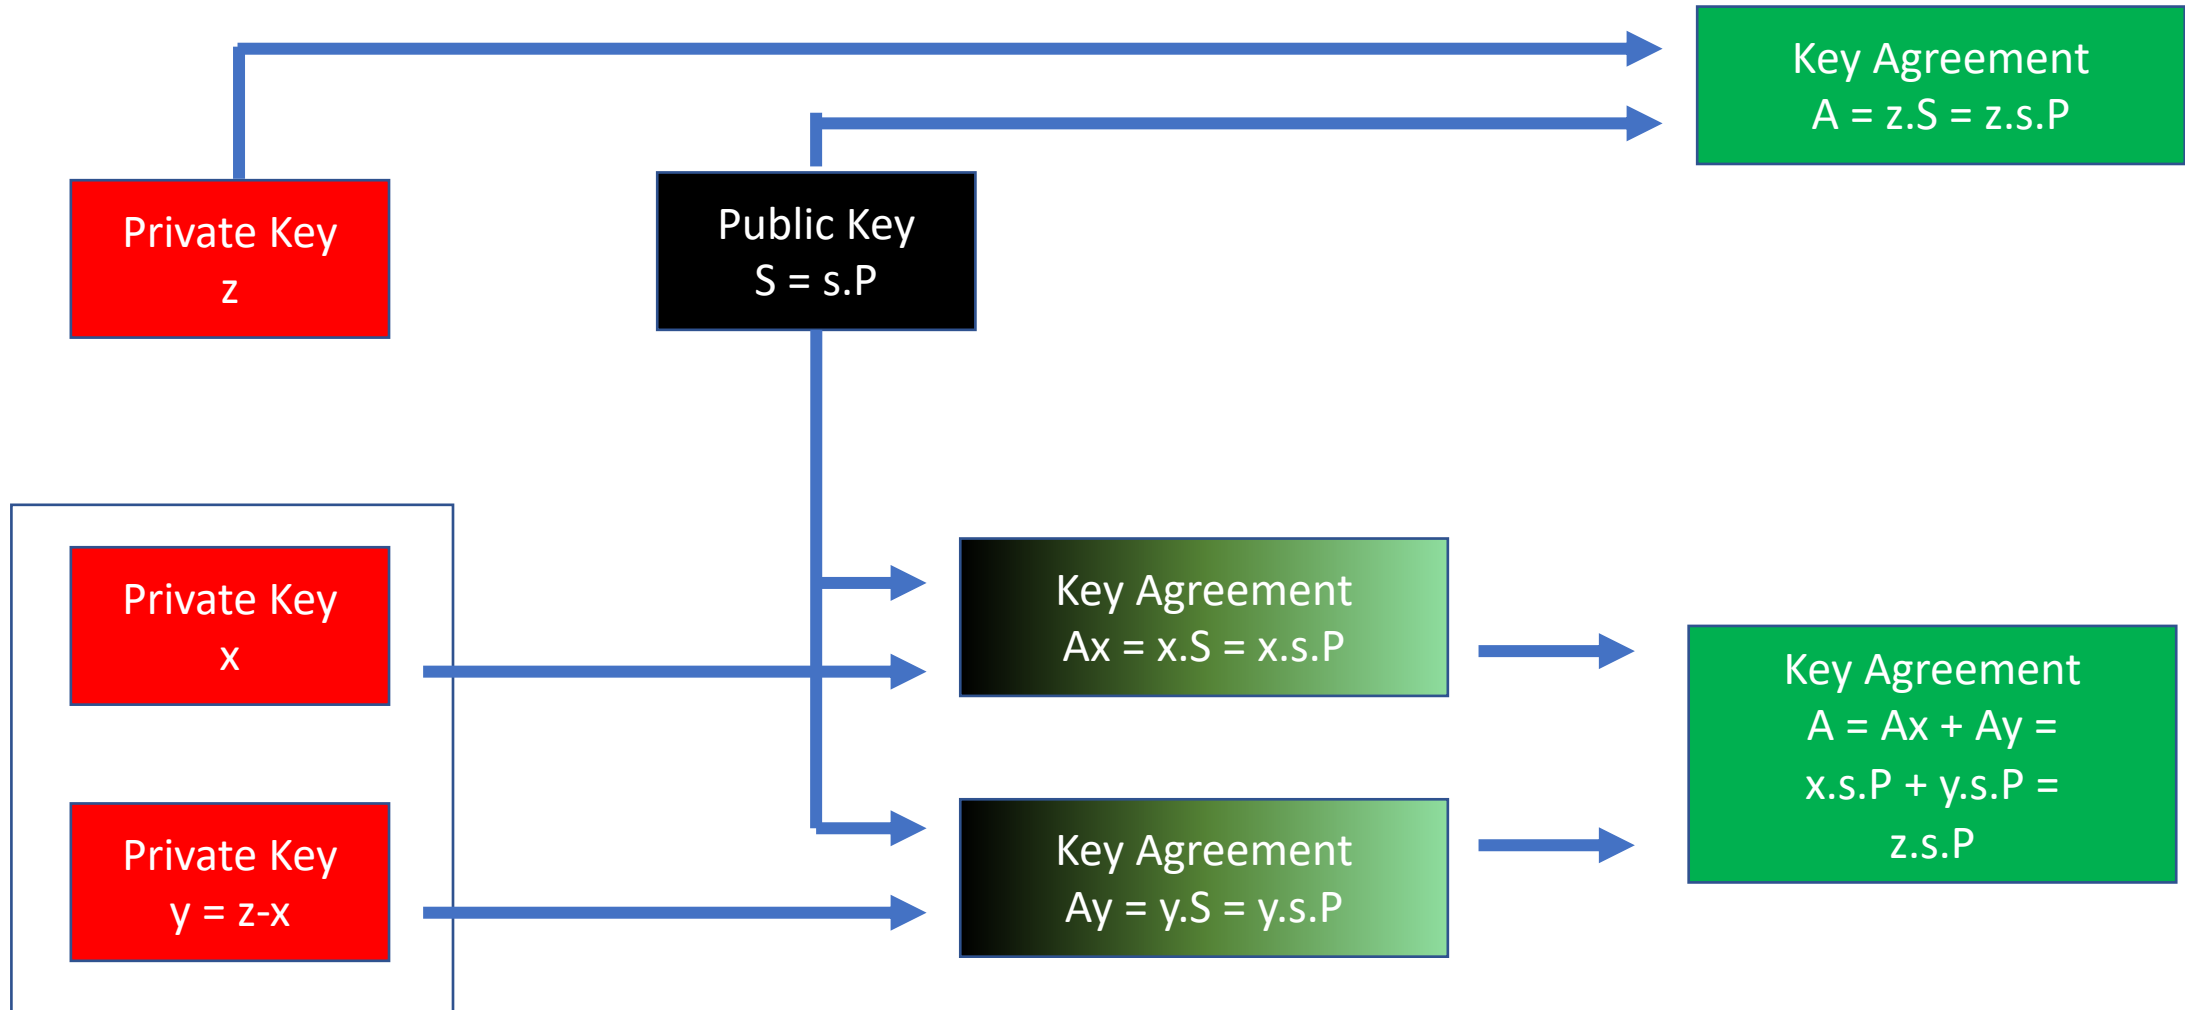 Key Agreement
A = z.S = z.s.P
Private Key
z
Public Key
S = s.P
Private Key
x
Key Agreement
Ax = x.S = x.s.P
Key Agreement
A = Ax + Ay =
x.s.P + y.s.P =
z.s.P
Private Key
y = z-x
Key Agreement
Ay = y.S = y.s.P